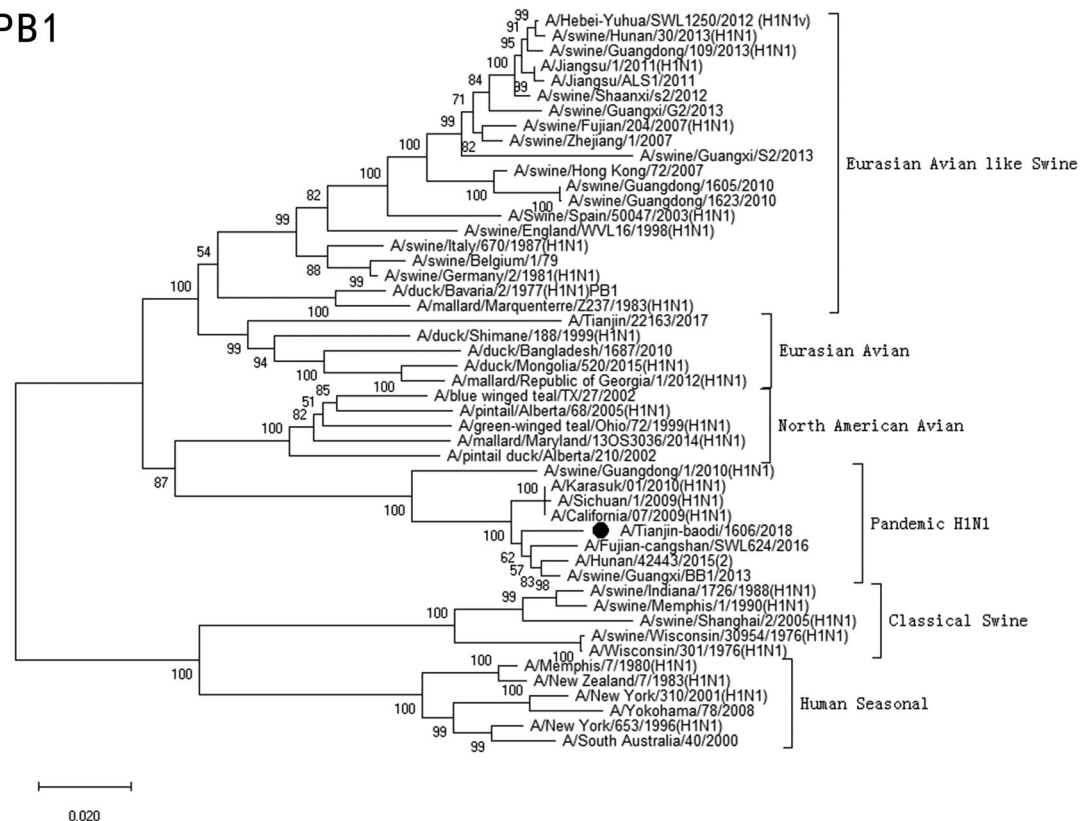 PB1
99
A/Hebei-Yuhua/SWL1250/2012 (H1N1v)
91
A/swine/Hunan/30/2013(H1N1)
95
A/swine/Guangdong/109/2013(H1N1)
100
A/Jiangsu/1/2011(H1N1)
84
A/Jiangsu/ALS1/2011
99
A/swine/Shaanxi/s2/2012
71
A/swine/Guangxi/G2/2013
99
A/swine/Fujian/204/2007(H1N1)
82
A/swine/Zhejiang/1/2007
100
A/swine/Guangxi/S2/2013
Eurasian Avian like Swine
100
A/swine/Hong Kong/72/2007
100
A/swine/Guangdong/1605/2010
82
100
A/swine/Guangdong/1623/2010
99
A/Swine/Spain/50047/2003(H1N1)
A/swine/England/WVL16/1998(H1N1)
54
A/swine/Italy/670/1987(H1N1)
88
A/swine/Belgium/1/79
99
A/swine/Germany/2/1981(H1N1)
100
A/duck/Bavaria/2/1977(H1N1)PB1
100
A/mallard/Marquenterre/Z237/1983(H1N1)
A/Tianjin/22163/2017
99
A/duck/Shimane/188/1999(H1N1)
94
A/duck/Bangladesh/1687/2010
Eurasian Avian
100
A/duck/Mongolia/520/2015(H1N1)
100
A/mallard/Republic of Georgia/1/2012(H1N1)
85
A/blue winged teal/TX/27/2002
51
A/pintail/Alberta/68/2005(H1N1)
82
A/green-winged teal/Ohio/72/1999(H1N1)
North American Avian
100
A/mallard/Maryland/13OS3036/2014(H1N1)
A/pintail duck/Alberta/210/2002
87
A/swine/Guangdong/1/2010(H1N1)
100
A/Karasuk/01/2010(H1N1)
100
A/Sichuan/1/2009(H1N1)
A/California/07/2009(H1N1)
Pandemic H1N1
100
A/Tianjin-baodi/1606/2018
62
A/Fujian-cangshan/SWL624/2016
57
A/Hunan/42443/2015(2)
83
98
A/swine/Guangxi/BB1/2013
99
A/swine/Indiana/1726/1988(H1N1)
100
A/swine/Memphis/1/1990(H1N1)
A/swine/Shanghai/2/2005(H1N1)
Classical Swine
A/swine/Wisconsin/30954/1976(H1N1)
100
A/Wisconsin/301/1976(H1N1)
100
100
A/Memphis/7/1980(H1N1)
A/New Zealand/7/1983(H1N1)
100
100
A/New York/310/2001(H1N1)
Human Seasonal
A/Yokohama/78/2008
99
A/New York/653/1996(H1N1)
99
A/South Australia/40/2000
0.020